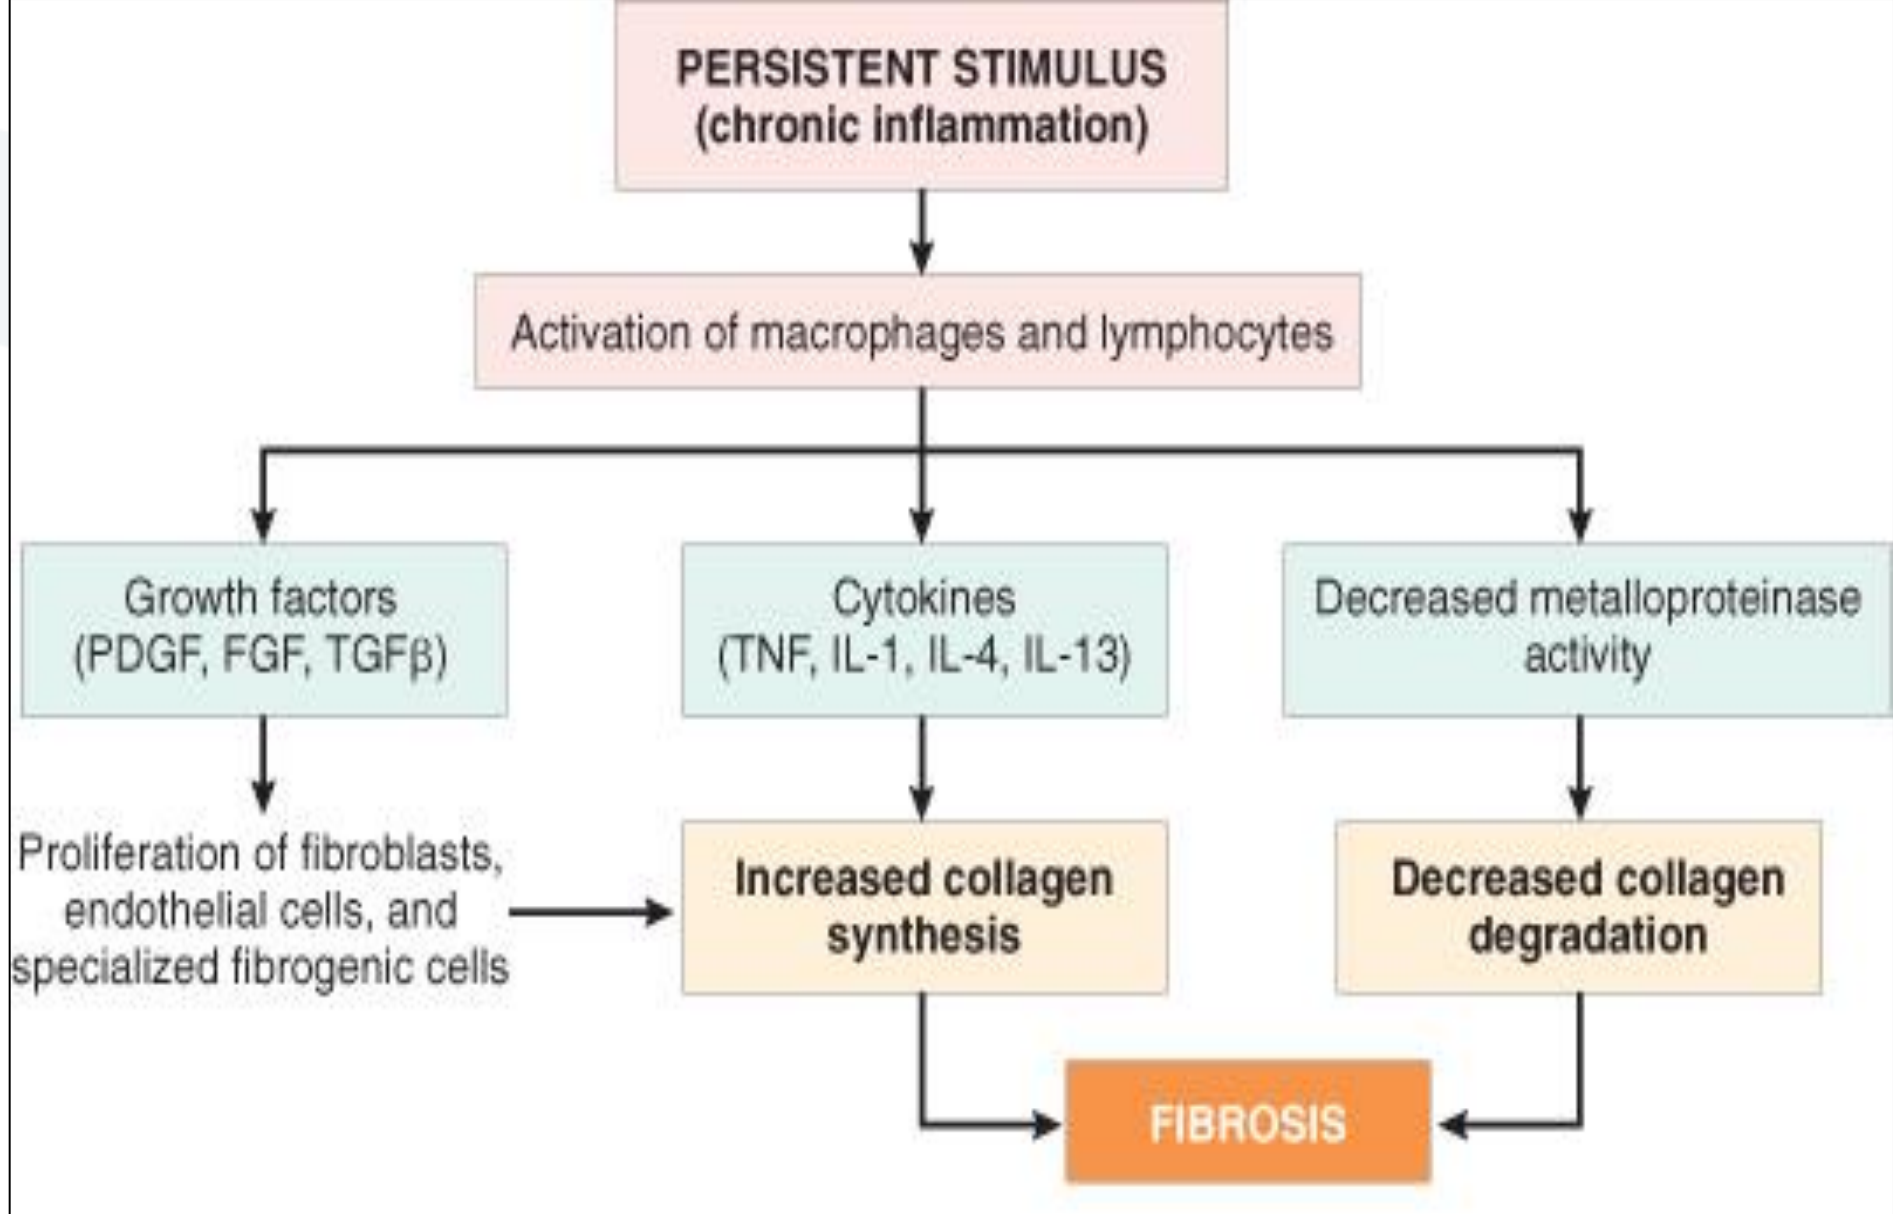 PERSISTENT STIMULUS
(chronic inflammation)
Activation of macrophages and lymphocytes
Growth factors
(PDGF, FGF, TGFβ)
Cytokines
(TNF, IL-1, IL-4, IL-13)
Decreased metalloproteinase
activity
Proliferation of fibroblasts,
endothelial cells, and
specialized fibrogenic cells
Increased collagen
synthesis
Decreased collagen
degradation
FIBROSIS